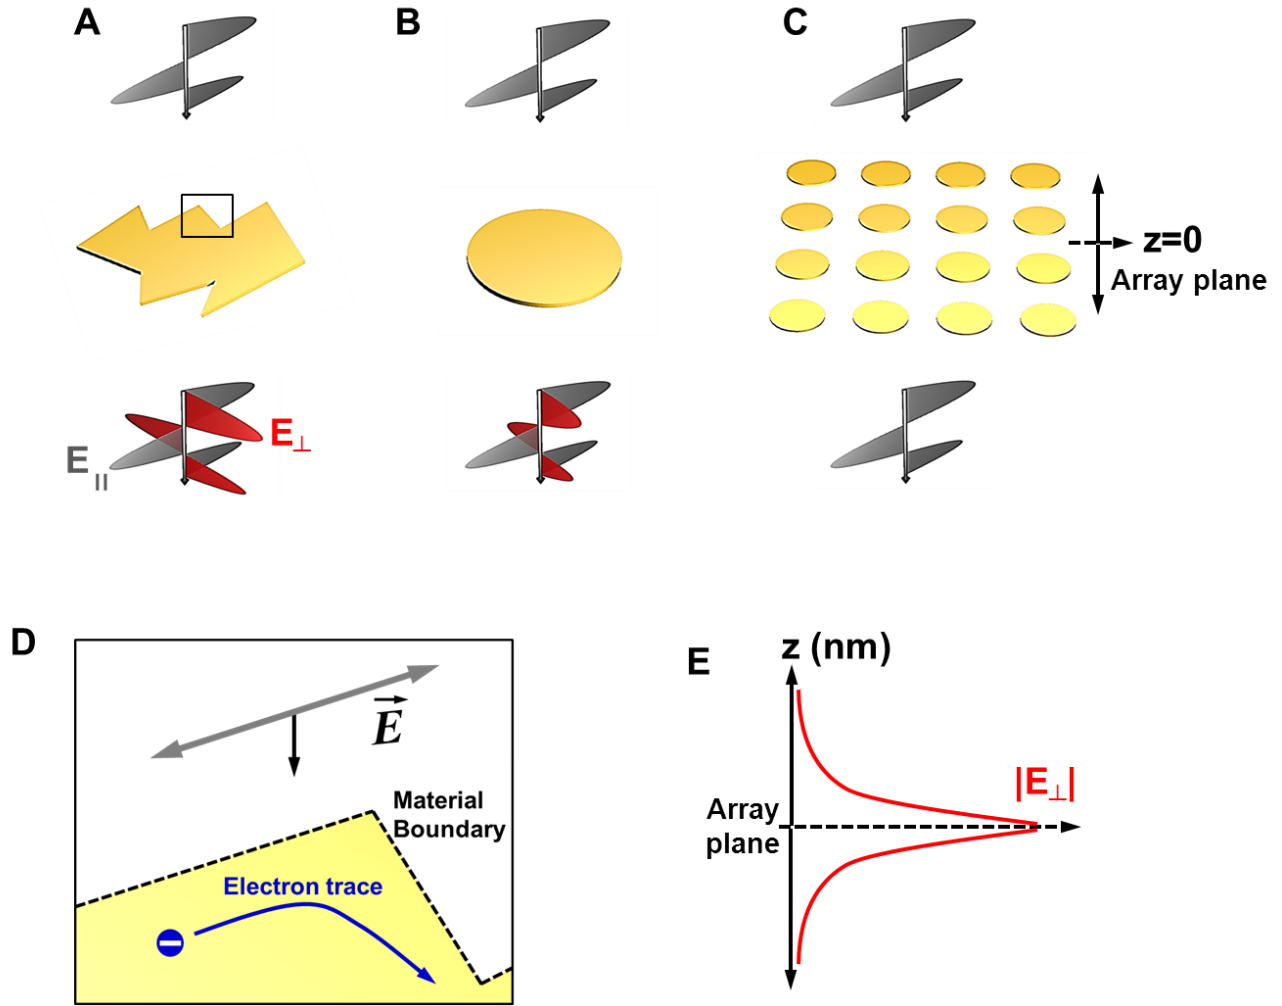 A
B
C
z=0
Array plane
E⊥
E||
D
E
Material
Boundary
Electron trace
E
z (nm)
|E⊥|
Array
plane